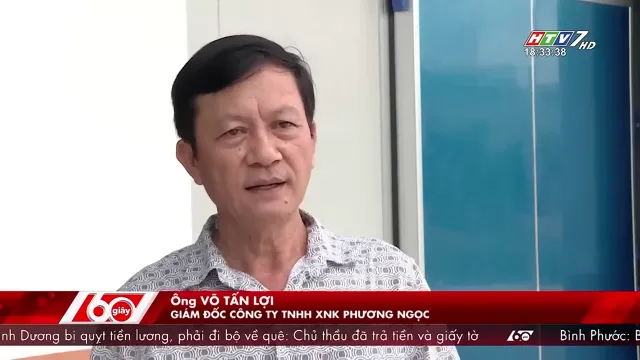 HTV7 HD
18:33:38
60 giây
Ông VÕ TẤN LỢI
GIÁM ĐỐC CÔNG TY TNHH XNK PHƯƠNG NGỌC
nh Dương bị quỵt tiền lương, phải đi bộ về quê: Chủ thầu đã trả tiền và giấy tờ 60 giây Bình Phước: B